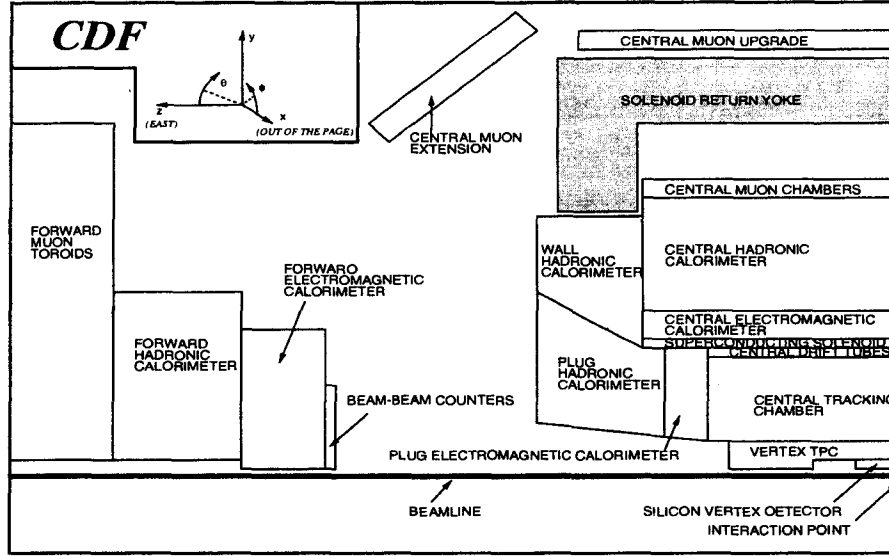 CDF
y
θ
Φ
z
x
(EAST)
(OUT OF THE PAGE)
CENTRAL MUON
EXTENSION
CENTRAL MUON UPGRADE
SOLENOID RETURN YOKE
CENTRAL MUON CHAMBERS
FORWARD
MUON
TOROIDS
WALL
HADRONIC
CALORIMETER
CENTRAL HADRONIC
CALORIMETER
FORWARD
ELECTROMAGNETIC
CALORIMETER
CENTRAL ELECTROMAGNETIC
CALORIMETER
SUPERCONDUCTING SOLENOID
CENTRAL DRIFT TUBES
FORWARD
HADRONIC
CALORIMETER
PLUG
HADRONIC
CALORIMETER
CENTRAL TRACKING
CHAMBER
BEAM-BEAM COUNTERS
PLUG ELECTROMAGNETIC CALORIMETER
VERTEX TPC
BEAMLINE
SILICON VERTEX DETECTOR
INTERACTION POINT